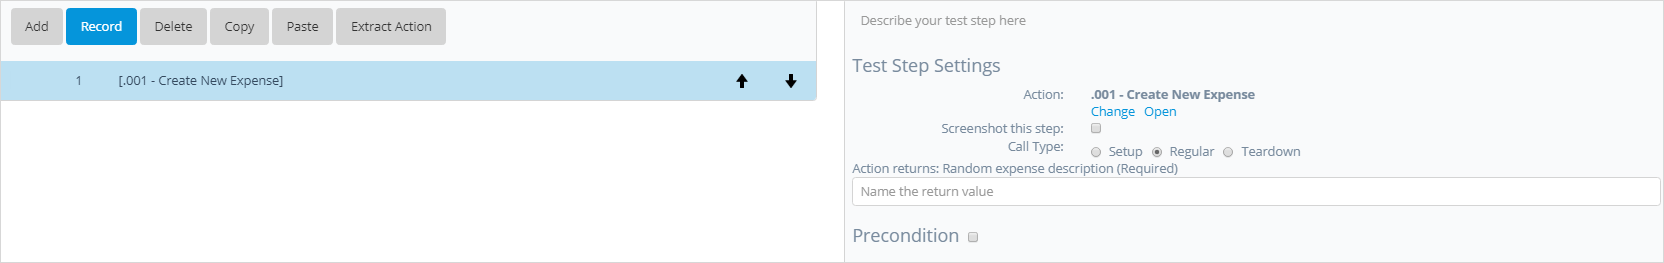 Add Record Delete Copy Paste Extract Action
1 [.001 - Create New Expense]
Describe your test step here
Test Step Settings
Action: .001 - Create New Expense
Change Open
Screenshot this step:
Call Type: Setup Regular Teardown
Action returns: Random expense description (Required)
Name the return value
Precondition